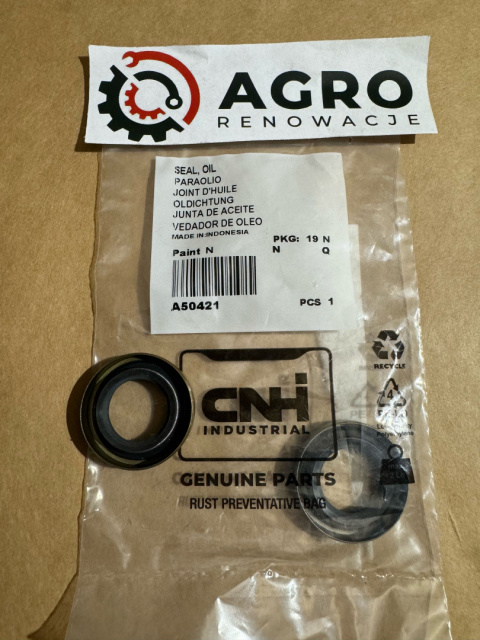 AGRO
RENOWACJE
SEAL, OIL
PARAOLIO
JOINT D'HUILE
OLDICHTUNG
JUNTA DE ACEITE
VEDADOR DE OLEO
MADE IN:INDONESIA
PKG: 19 N
Paint N
N Q
A50421
PCS 1
CNH
INDUSTRIAL
GENUINE PARTS
RUST PREVENTATIVE BAG
RECYCLE
4